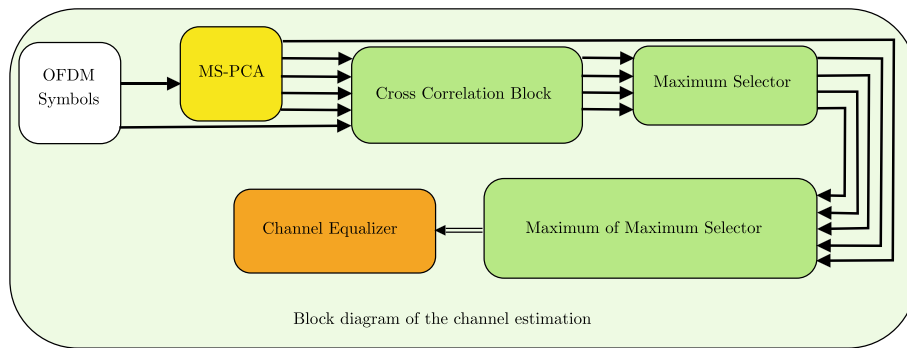 OFDM
Symbols
MS-PCA
Cross Correlation Block
Maximum Selector
Channel Equalizer
Maximum of Maximum Selector
Block diagram of the channel estimation